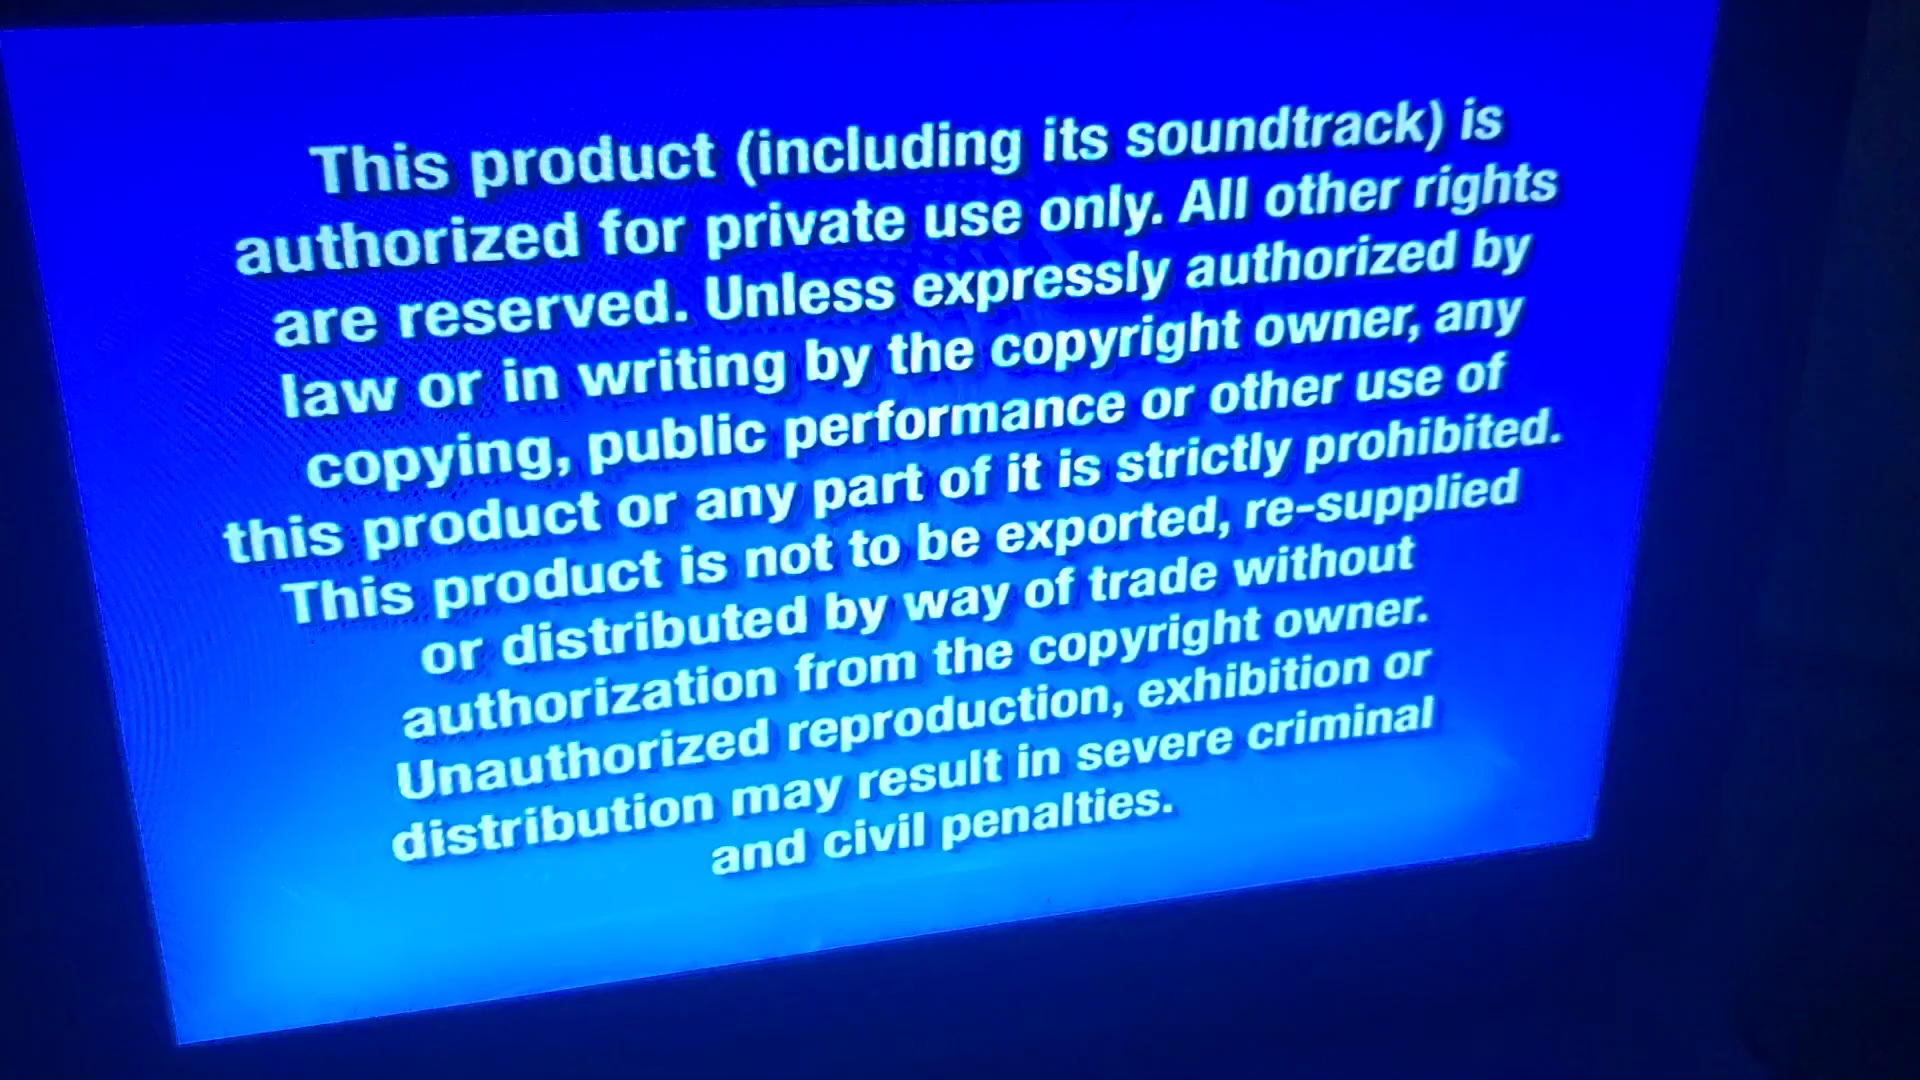 This product (including its soundtrack) is
authorized for private use only. All other rights
are reserved. Unless expressly authorized by
law or in writing by the copyright owner, any
copying, public performance or other use of
this product or any part of it is strictly prohibited.
This product is not to be exported, re-supplied
or distributed by way of trade without
authorization from the copyright owner.
Unauthorized reproduction, exhibition or
distribution may result in severe criminal
and civil penalties.